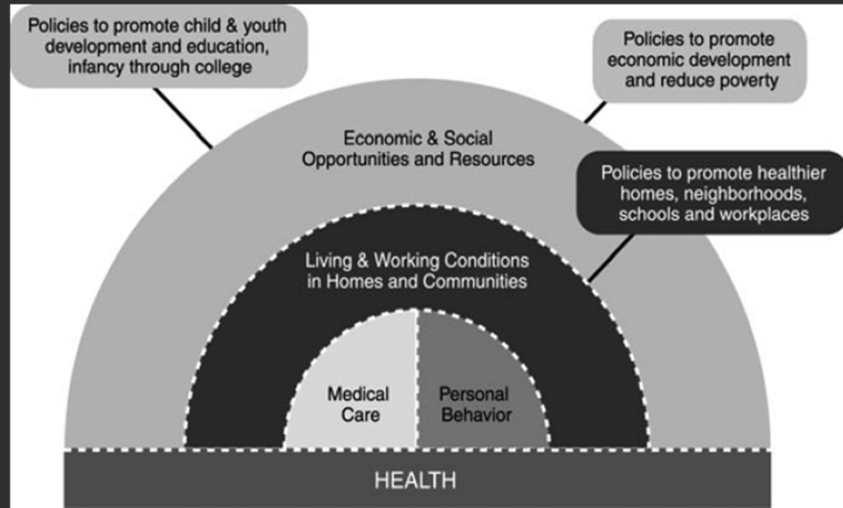 Policies to promote child & youth
development and education,
infancy through college
Policies to promote
economic development
and reduce poverty
Economic & Social
Opportunities and Resources
Policies to promote healthier
homes, neighborhoods,
schools and workplaces
Living & Working Conditions
in Homes and Communities
Medical
Care
Personal
Behavior
HEALTH